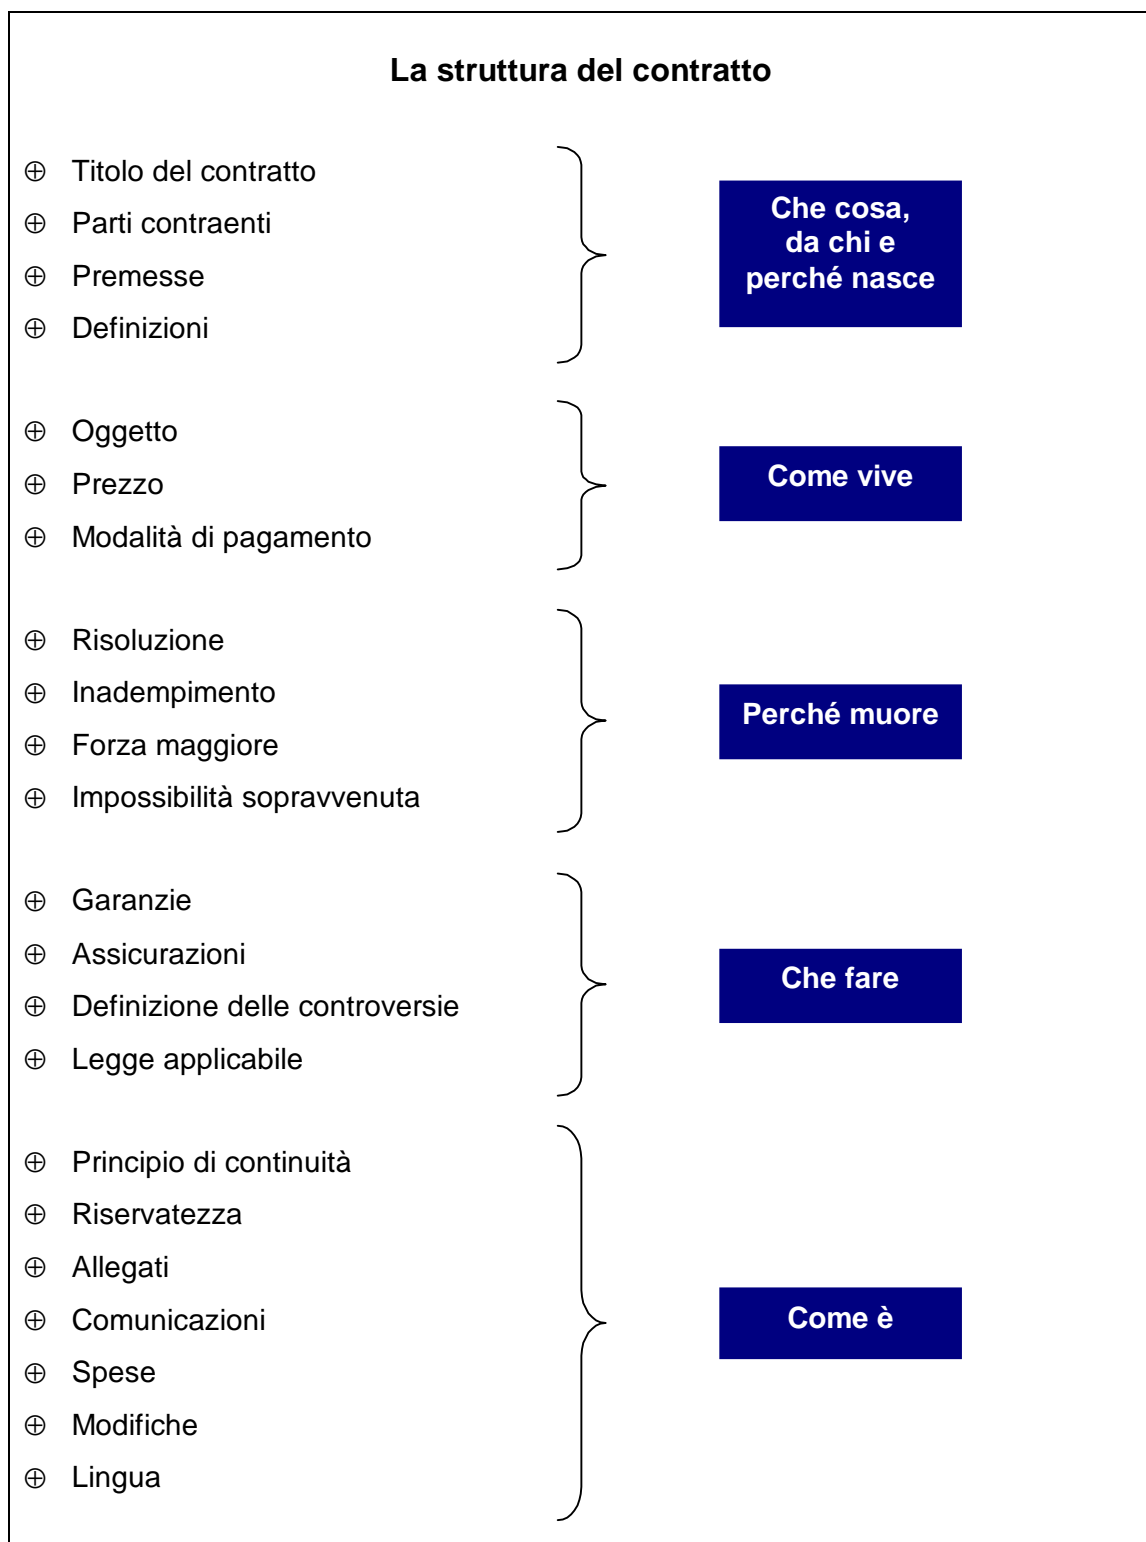 La struttura del contratto
⊕ Titolo del contratto
⊕ Parti contraenti
⊕ Premesse
⊕ Definizioni
Che cosa,
da chi e
perché nasce
⊕ Oggetto
⊕ Prezzo
⊕ Modalità di pagamento
Come vive
⊕ Risoluzione
⊕ Inadempimento
⊕ Forza maggiore
⊕ Impossibilità sopravvenuta
Perché muore
⊕ Garanzie
⊕ Assicurazioni
⊕ Definizione delle controversie
⊕ Legge applicabile
Che fare
⊕ Principio di continuità
⊕ Riservatezza
⊕ Allegati
⊕ Comunicazioni
⊕ Spese
⊕ Modifiche
⊕ Lingua
Come è